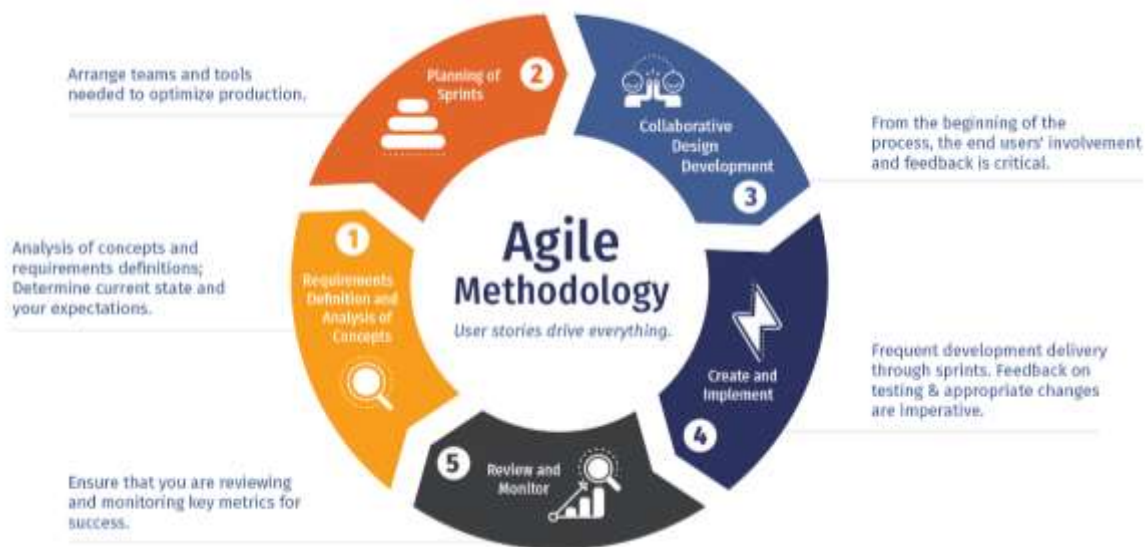 Agile
Methodology
User stories drive everything.
1
Requirements
Definition and
Analysis of
Concepts
Analysis of concepts and
requirements definitions;
Determine current state and
your expectations.
2
Planning of
Sprints
Arrange teams and tools
needed to optimize production.
Collaborative
Design
Development
3
From the beginning of the
process, the end users' involvement
and feedback is critical.
Create and
Implement
4
Frequent development delivery
through sprints. Feedback on
testing & appropriate changes
are imperative.
5
Review and
Monitor
Ensure that you are reviewing
and monitoring key metrics for
success.